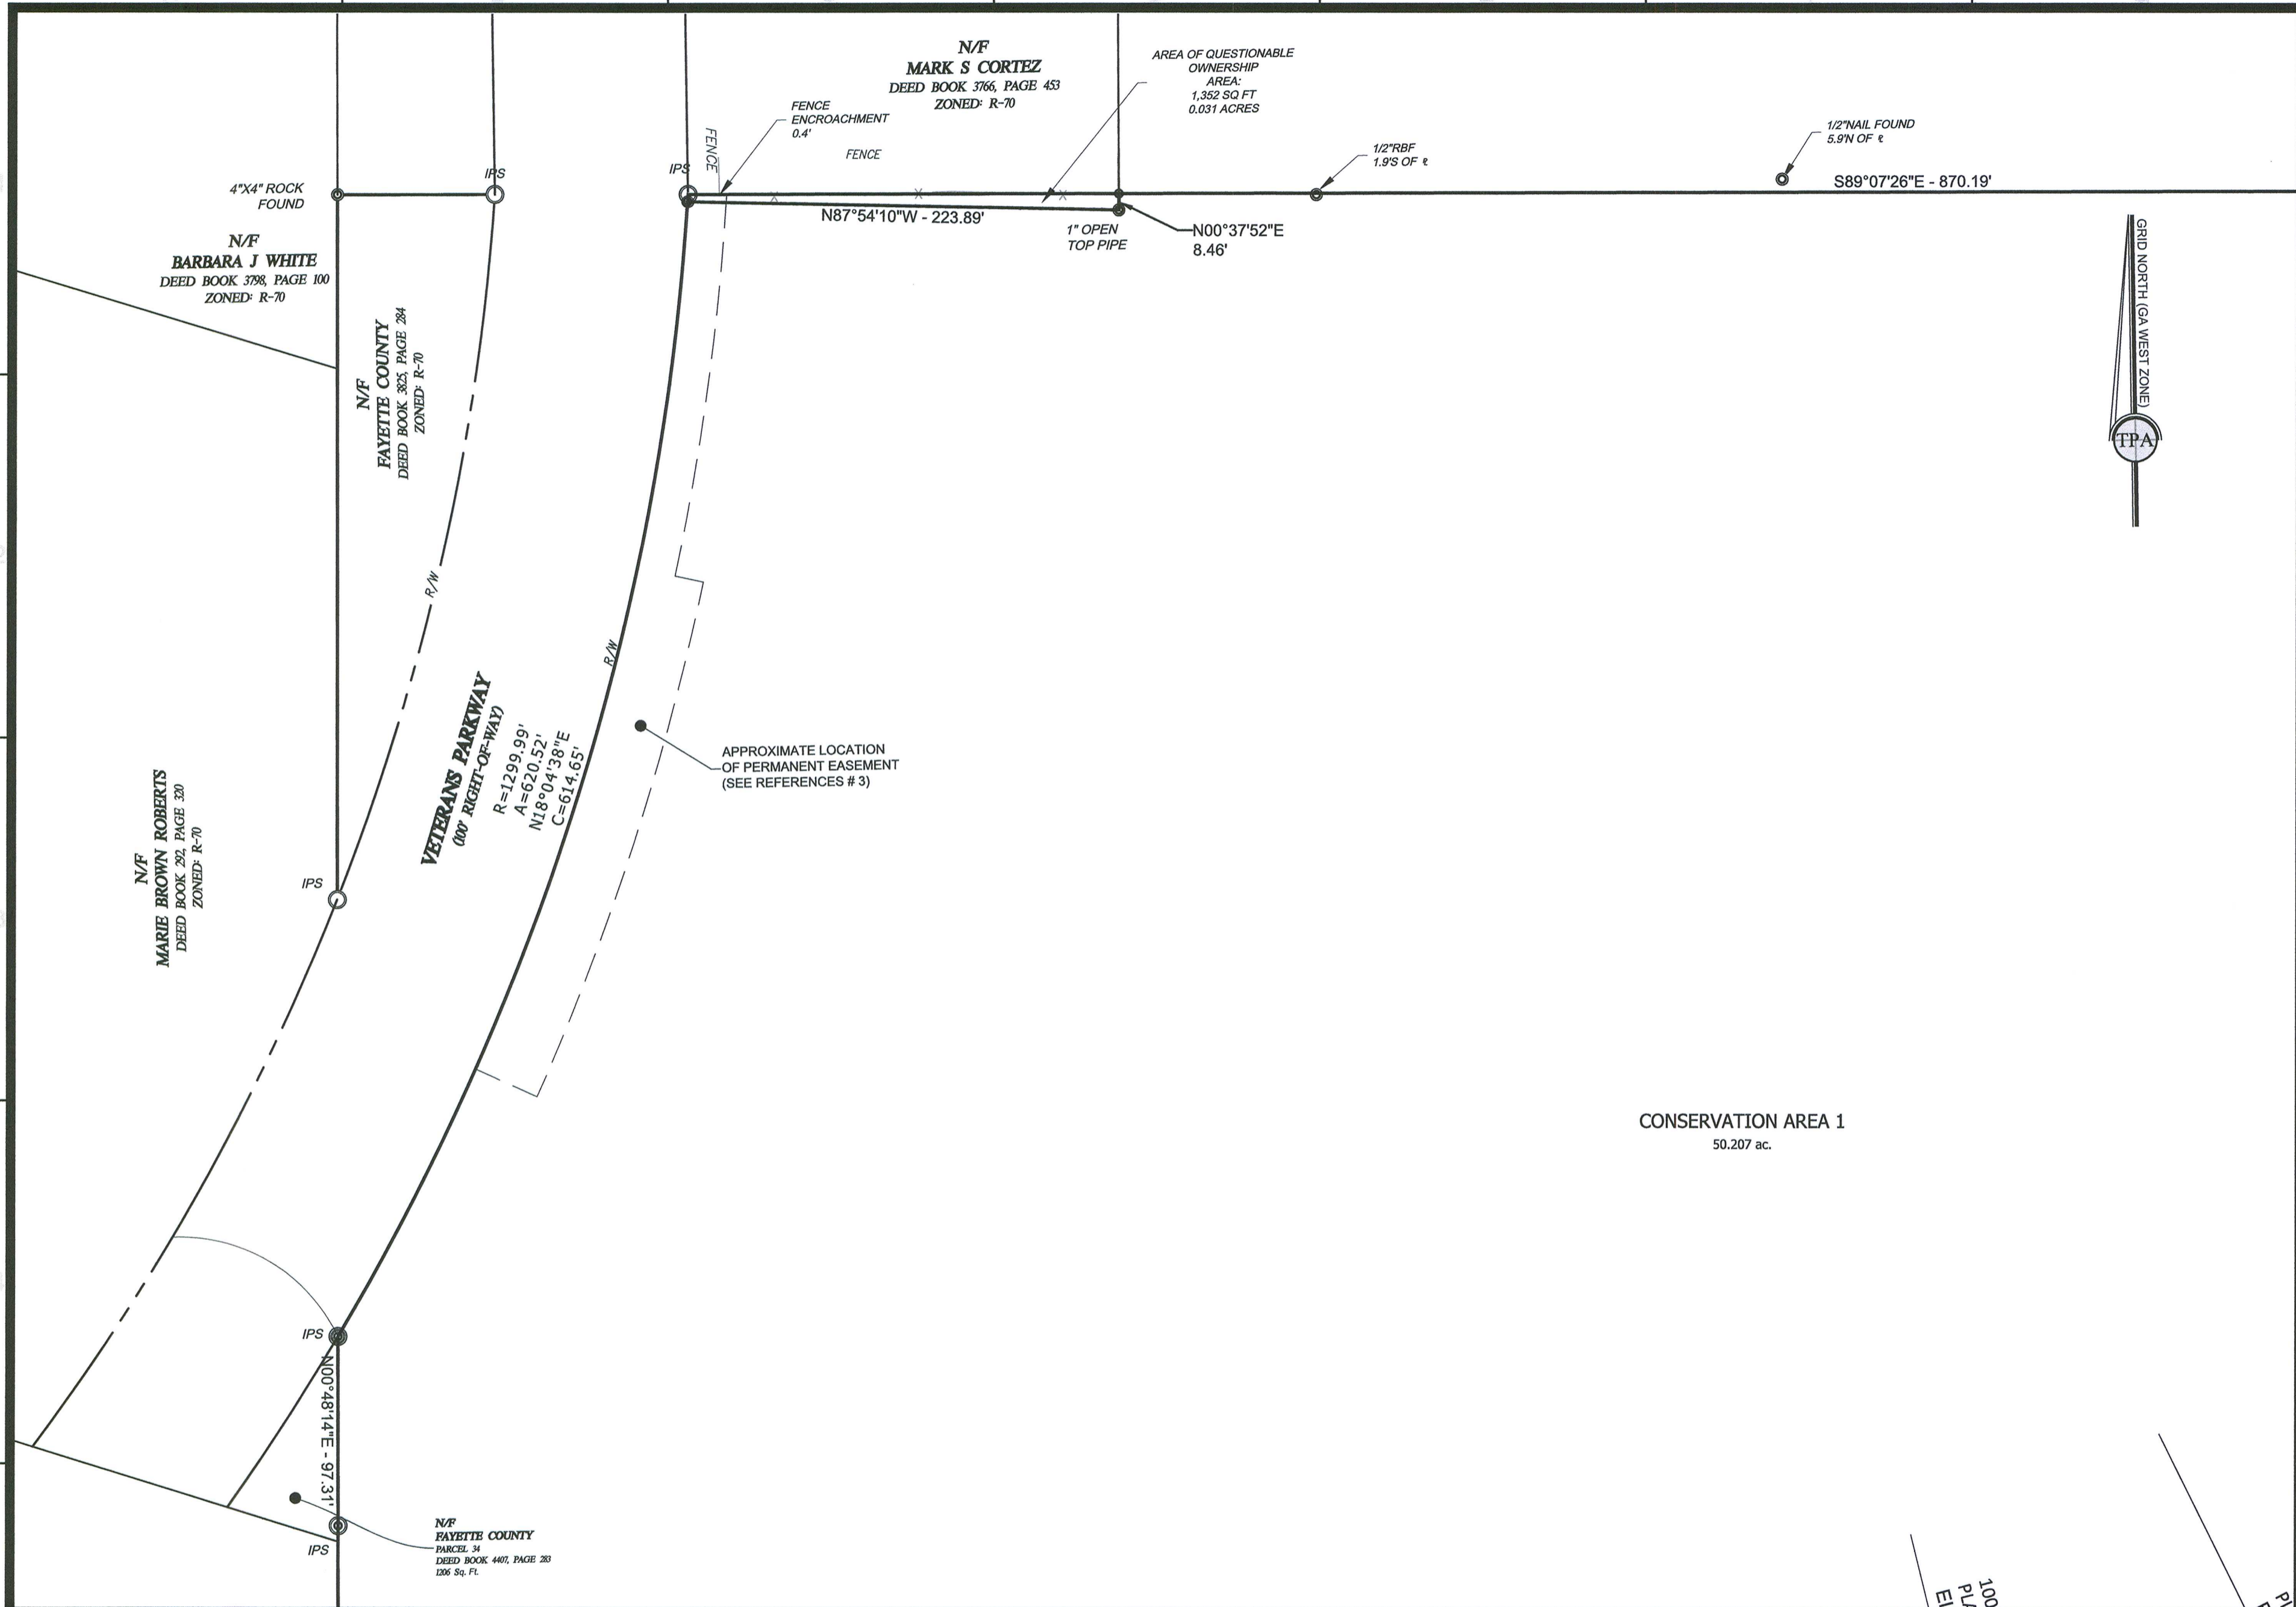 N/F
MARK S CORTEZ
DEED BOOK 3766, PAGE 453
ZONED: R-70
AREA OF QUESTIONABLE
OWNERSHIP
AREA:
1,352 SQ FT
0.031 ACRES
FENCE
ENCROACHMENT
0.4'
FENCE
FENCE
1/2"RBF
1.9'S OF ℄
1/2"NAIL FOUND
5.9'N OF ℄
S89°07'26"E - 870.19'
4"X4" ROCK
FOUND
IPS
IPS
N87°54'10"W - 223.89'
1" OPEN
TOP PIPE
N00°37'52"E
8.46'
GRID NORTH (GA WEST ZONE)
TPA
N/F
BARBARA J WHITE
DEED BOOK 3798, PAGE 100
ZONED: R-70
N/F
FAYETTE COUNTY
DEED BOOK 3825, PAGE 284
ZONED: R-70
R/W
R/W
VETERANS PARKWAY
(100' RIGHT-OF-WAY)
R=1299.99'
A=620.52'
N18°04'38"E
C=614.65'
APPROXIMATE LOCATION
OF PERMANENT EASEMENT
(SEE REFERENCES # 3)
N/F
MARIE BROWN ROBERTS
DEED BOOK 292, PAGE 320
ZONED: R-70
IPS
CONSERVATION AREA 1
50.207 ac.
IPS
N00°48'14"E - 97.31'
IPS
N/F
FAYETTE COUNTY
PARCEL 34
DEED BOOK 4407, PAGE 283
1206 Sq. Ft.
100
PLA